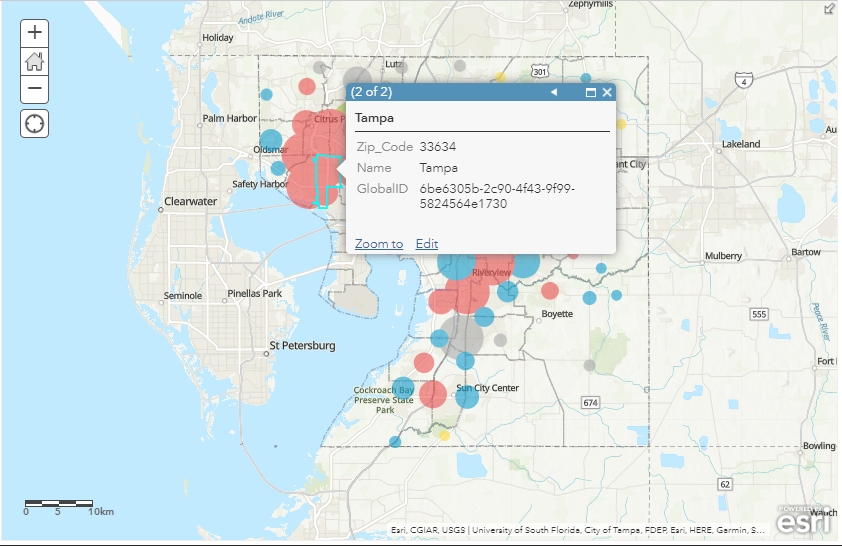 Zephyrhills
Andote River
Holiday
Lutz
301
4
+
−
(2 of 2)
Tampa
Zip_Code 33634
Name Tampa
GlobalID 6be6305b-2c90-4f43-9f99-
5824564e1730
Zoom to Edit
Palm Harbor
Citrus P
Oldsmar
Safety Harbor
Clearwater
Lakeland
Au
ant City
Mulberry
Bartow
Riverview
Seminole
Pinellas Park
Boyette
555
Peace River
St Petersburg
Fort
Cockroach Bay
Preserve State
Park
Sun City Center
674
Bowling
62
0 5 10km
Wauch
POWERED BY
esri
Esri, CGIAR, USGS | University of South Florida, City of Tampa, FDEP, Esri, HERE, Garmin, S...